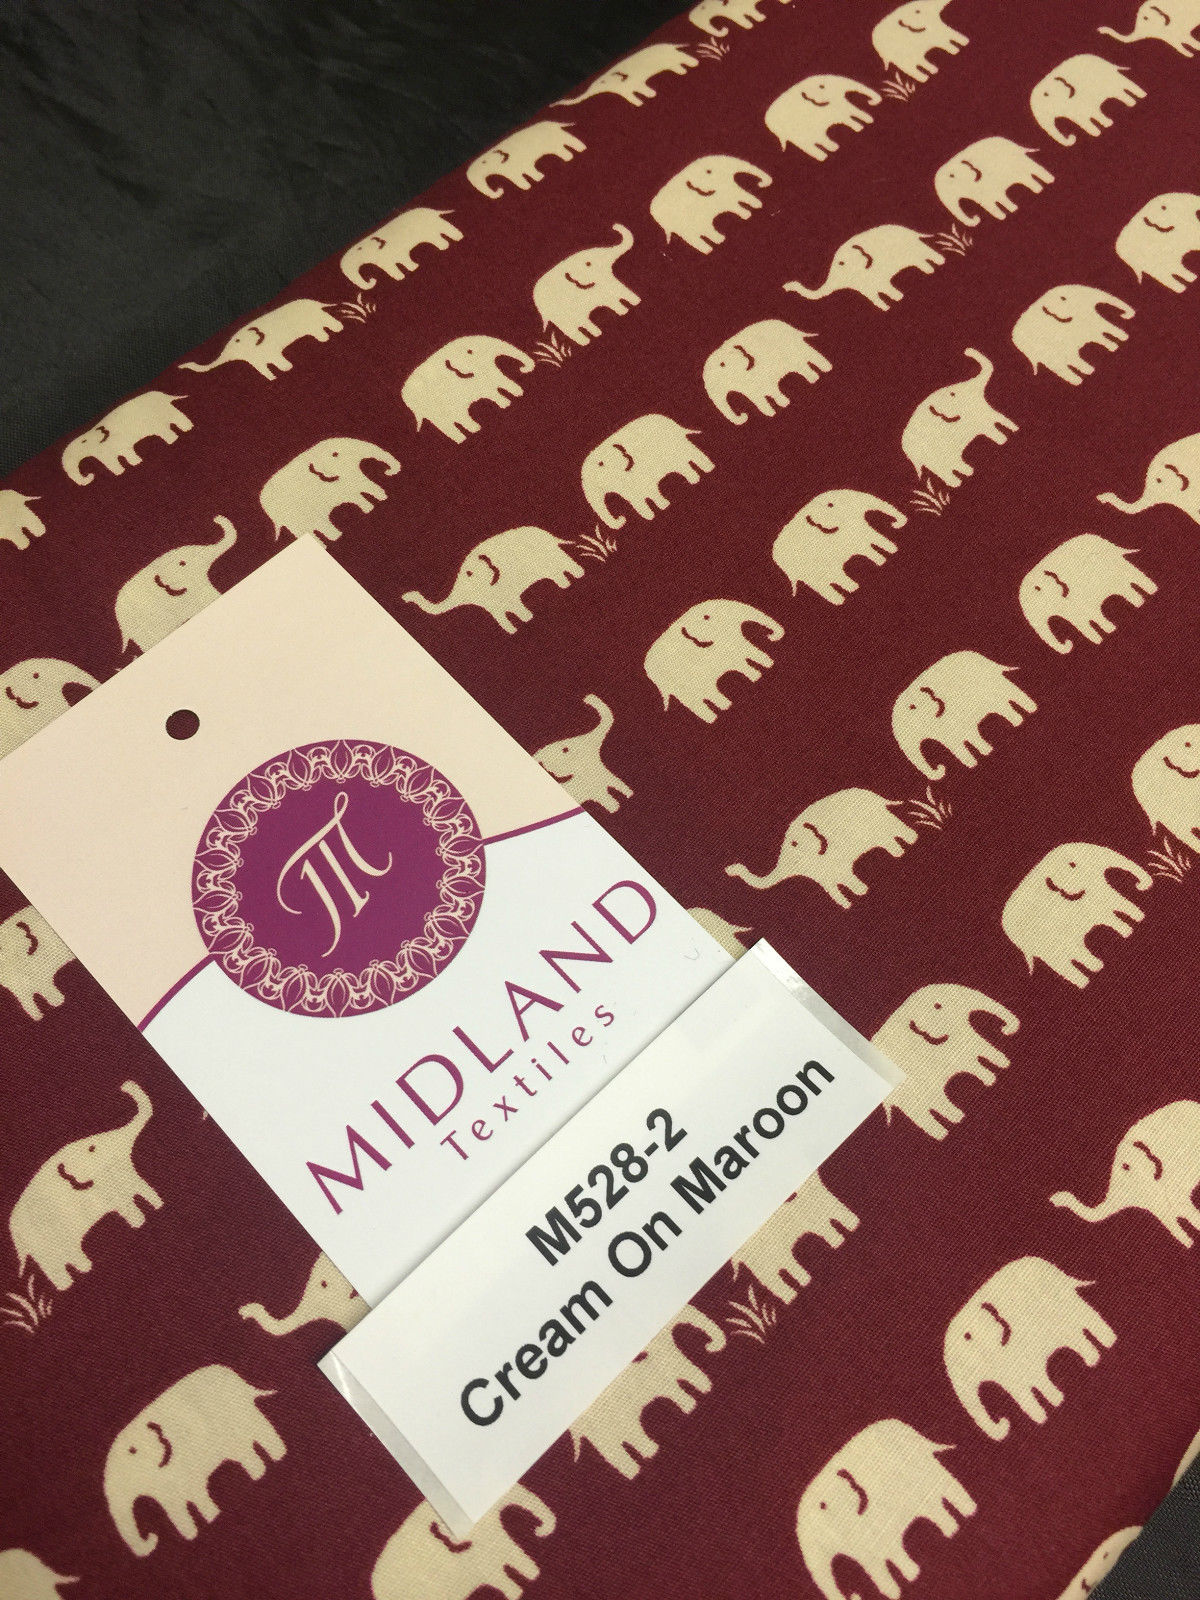 M
MIDLAND
Textiles
M528-2
Cream On Maroon